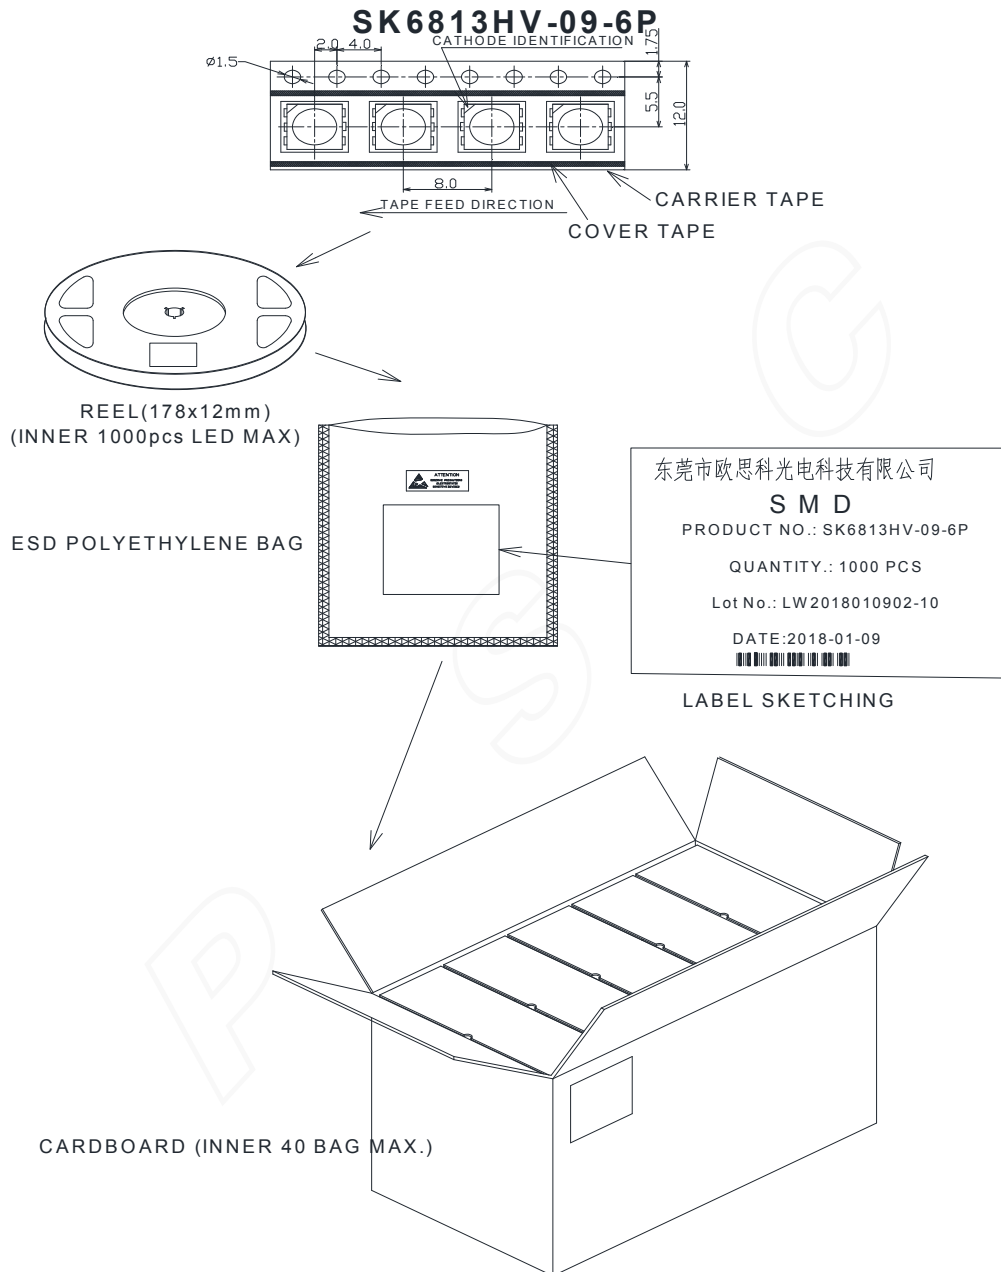 SK6813HV-09-6P
CATHODE IDENTIFICATION
2.0
4.0
1.75
ø1.5
5.5
12.0
8.0
TAPE FEED DIRECTION
CARRIER TAPE
COVER TAPE
REEL(178x12mm)
(INNER 1000pcs LED MAX)
ATTENTION
ESD POLYETHYLENE BAG
东莞市欧思科光电科技有限公司
SMD
PRODUCT NO.: SK6813HV-09-6P
QUANTITY.: 1000 PCS
Lot No.: LW2018010902-10
DATE:2018-01-09
LABEL SKETCHING
CARDBOARD (INNER 40 BAG MAX.)
O
P
S
C